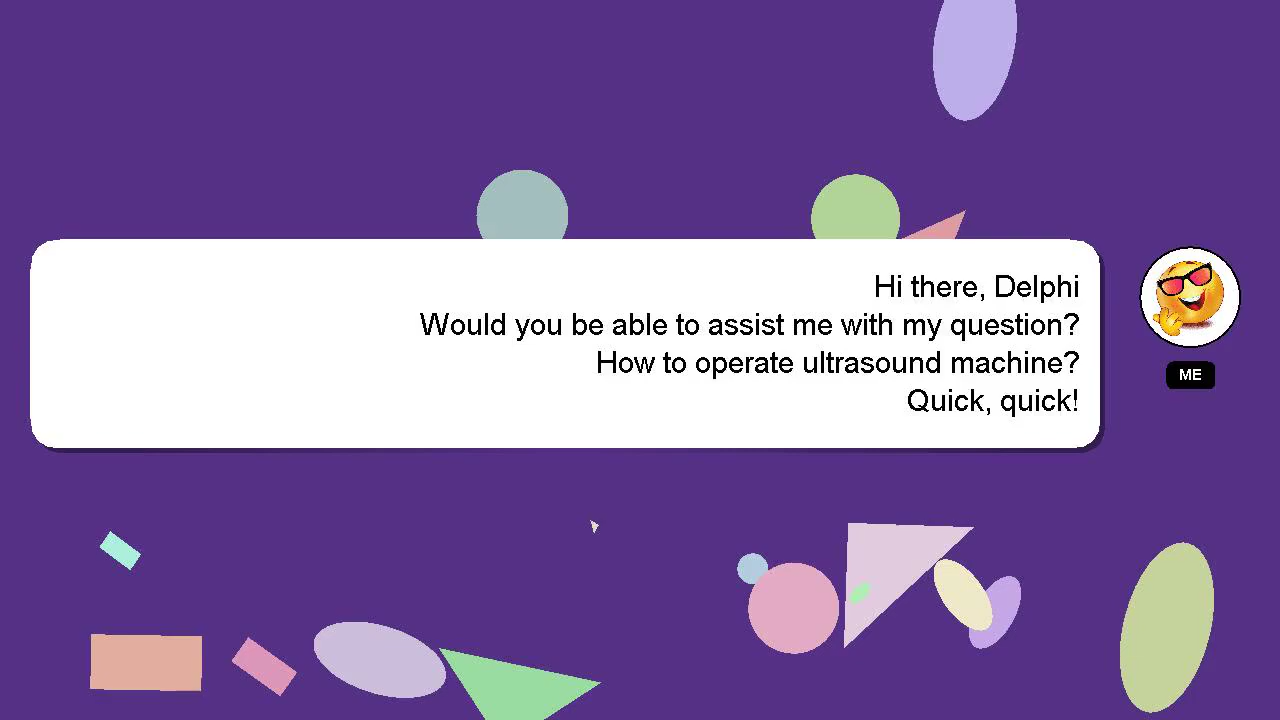 Hi there, Delphi
Would you be able to assist me with my question?
How to operate ultrasound machine?
Quick, quick!
ME